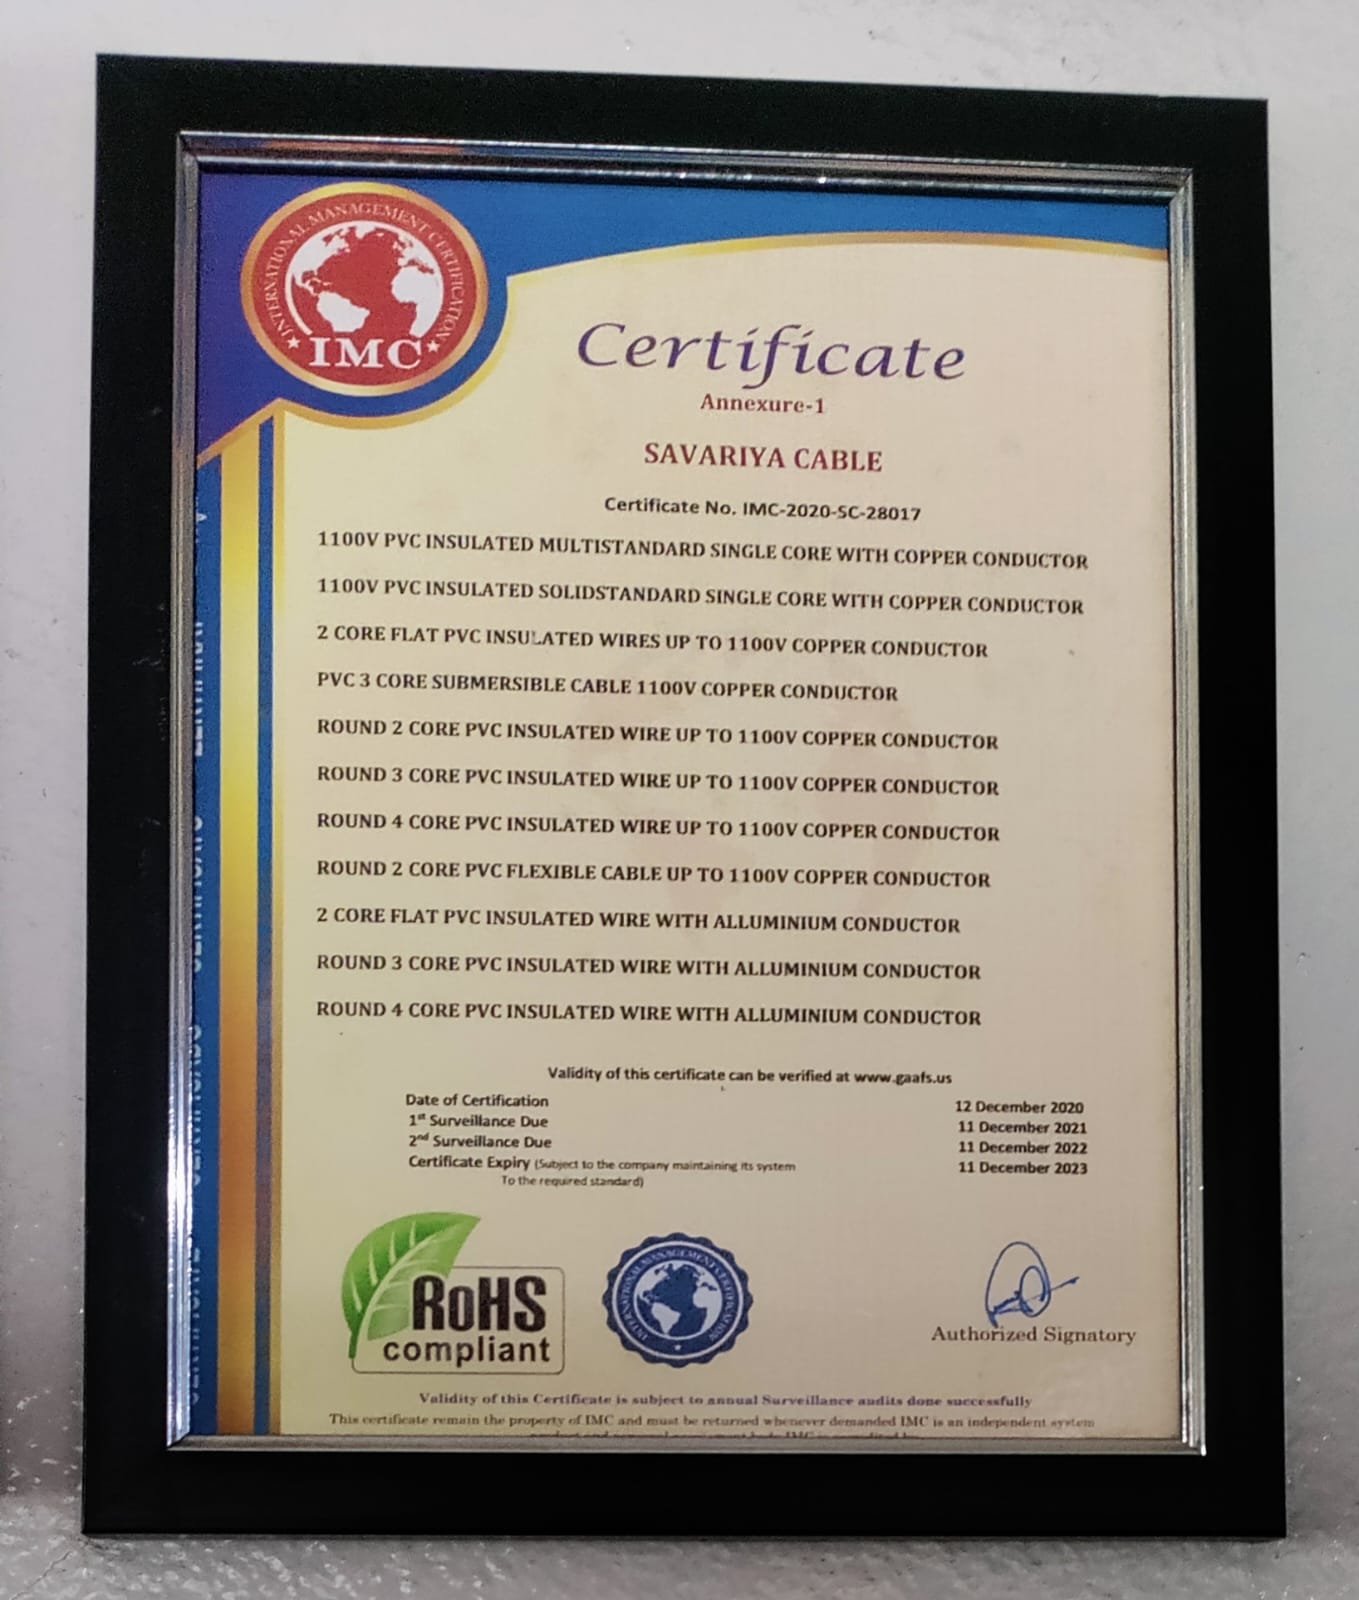 INTERNATIONAL MANAGEMENT CERTIFICATION
IMC
Certificate
Annexure-1
SAVARIYA CABLE
Certificate No. IMC-2020-SC-28017
1100V PVC INSULATED MULTISTANDARD SINGLE CORE WITH COPPER CONDUCTOR
1100V PVC INSULATED SOLIDSTANDARD SINGLE CORE WITH COPPER CONDUCTOR
2 CORE FLAT PVC INSULATED WIRES UP TO 1100V COPPER CONDUCTOR
PVC 3 CORE SUBMERSIBLE CABLE 1100V COPPER CONDUCTOR
ROUND 2 CORE PVC INSULATED WIRE UP TO 1100V COPPER CONDUCTOR
ROUND 3 CORE PVC INSULATED WIRE UP TO 1100V COPPER CONDUCTOR
ROUND 4 CORE PVC INSULATED WIRE UP TO 1100V COPPER CONDUCTOR
ROUND 2 CORE PVC FLEXIBLE CABLE UP TO 1100V COPPER CONDUCTOR
2 CORE FLAT PVC INSULATED WIRE WITH ALLUMINIUM CONDUCTOR
ROUND 3 CORE PVC INSULATED WIRE WITH ALLUMINIUM CONDUCTOR
ROUND 4 CORE PVC INSULATED WIRE WITH ALLUMINIUM CONDUCTOR
Validity of this certificate can be verified at www.gaafs.us
Date of Certification 12 December 2020
1st Surveillance Due 11 December 2021
2nd Surveillance Due 11 December 2022
Certificate Expiry (Subject to the company maintaining its system 11 December 2023
To the required standard)
RoHS
compliant
INTERNATIONAL MANAGEMENT CERTIFICATION
Authorized Signatory
Validity of this Certificate is subject to annual Surveillance audits done successfully
This certificate remain the property of IMC and must be returned whenever demanded IMC is an independent system